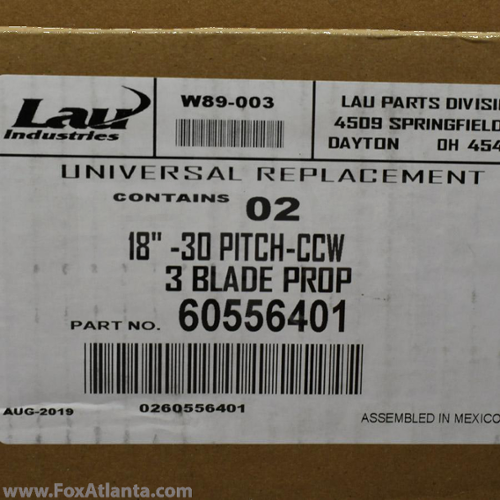 Lau
Industries
W89-003
LAU PARTS DIVISI
4509 SPRINGFIELD
DAYTON OH 454
UNIVERSAL REPLACEMENT
CONTAINS 02
18" -30 PITCH-CCW
3 BLADE PROP
PART NO. 60556401
AUG-2019
0260556401
ASSEMBLED IN MEXICO
www.FoxAtlanta.com